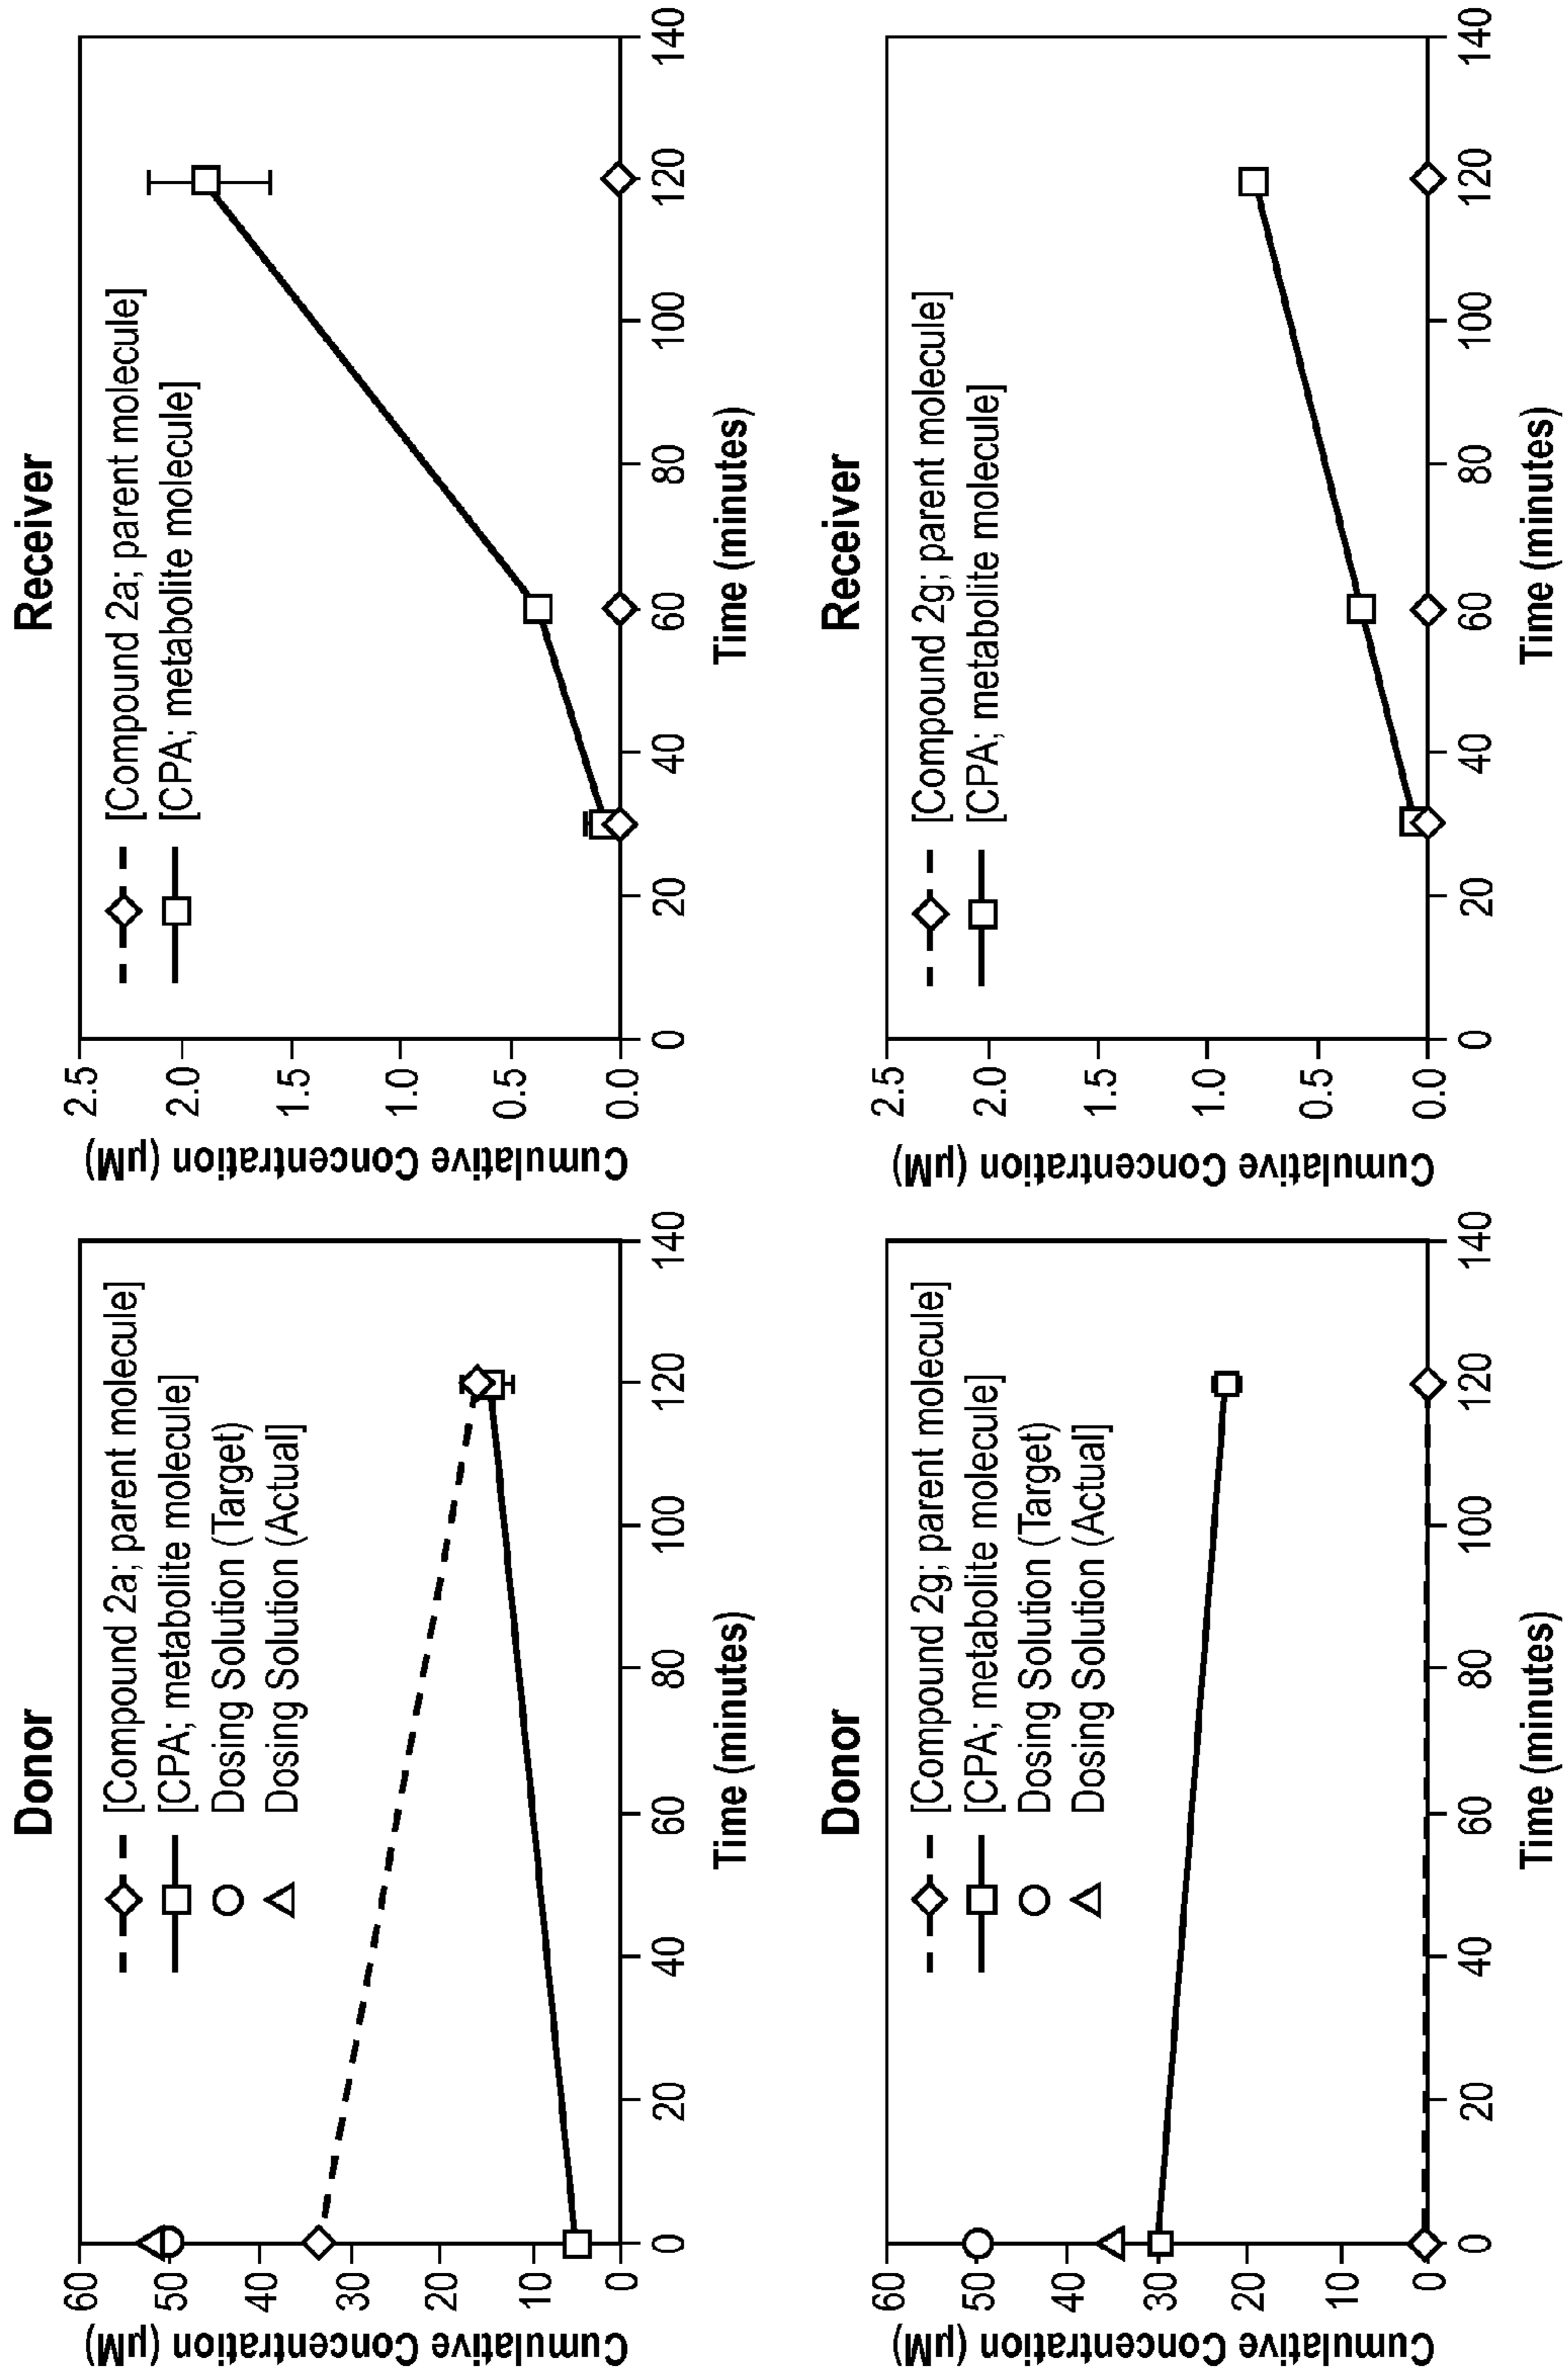 Donor
Cumulative Concentration (µM)
60
50
40
30
20
10
0
[Compound 2a; parent molecule]
[CPA; metabolite molecule]
Dosing Solution (Target)
Dosing Solution (Actual]
0 20 40 60 80 100 120 140
Time (minutes)
Receiver
Cumulative Concentration (µM)
2.5
2.0
1.5
1.0
0.5
0.0
[Compound 2a; parent molecule]
[CPA; metabolite molecule]
0 20 40 60 80 100 120 140
Time (minutes)
Donor
Cumulative Concentration (µM)
60
50
40
30
20
10
0
[Compound 2g; parent molecule]
[CPA; metabolite molecule]
Dosing Solution (Target)
Dosing Solution (Actual]
0 20 40 60 80 100 120 140
Time (minutes)
Receiver
Cumulative Concentration (µM)
2.5
2.0
1.5
1.0
0.5
0.0
[Compound 2g; parent molecule]
[CPA; metabolite molecule]
0 20 40 60 80 100 120 140
Time (minutes)